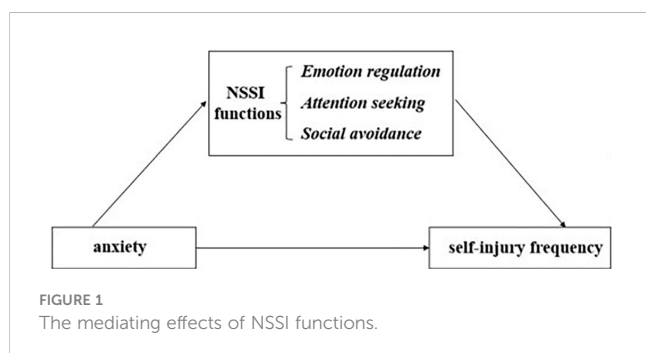 Emotion regulation
NSSI
functions
Attention seeking
Social avoidance
anxiety
self-injury frequency
FIGURE 1
The mediating effects of NSSI functions.